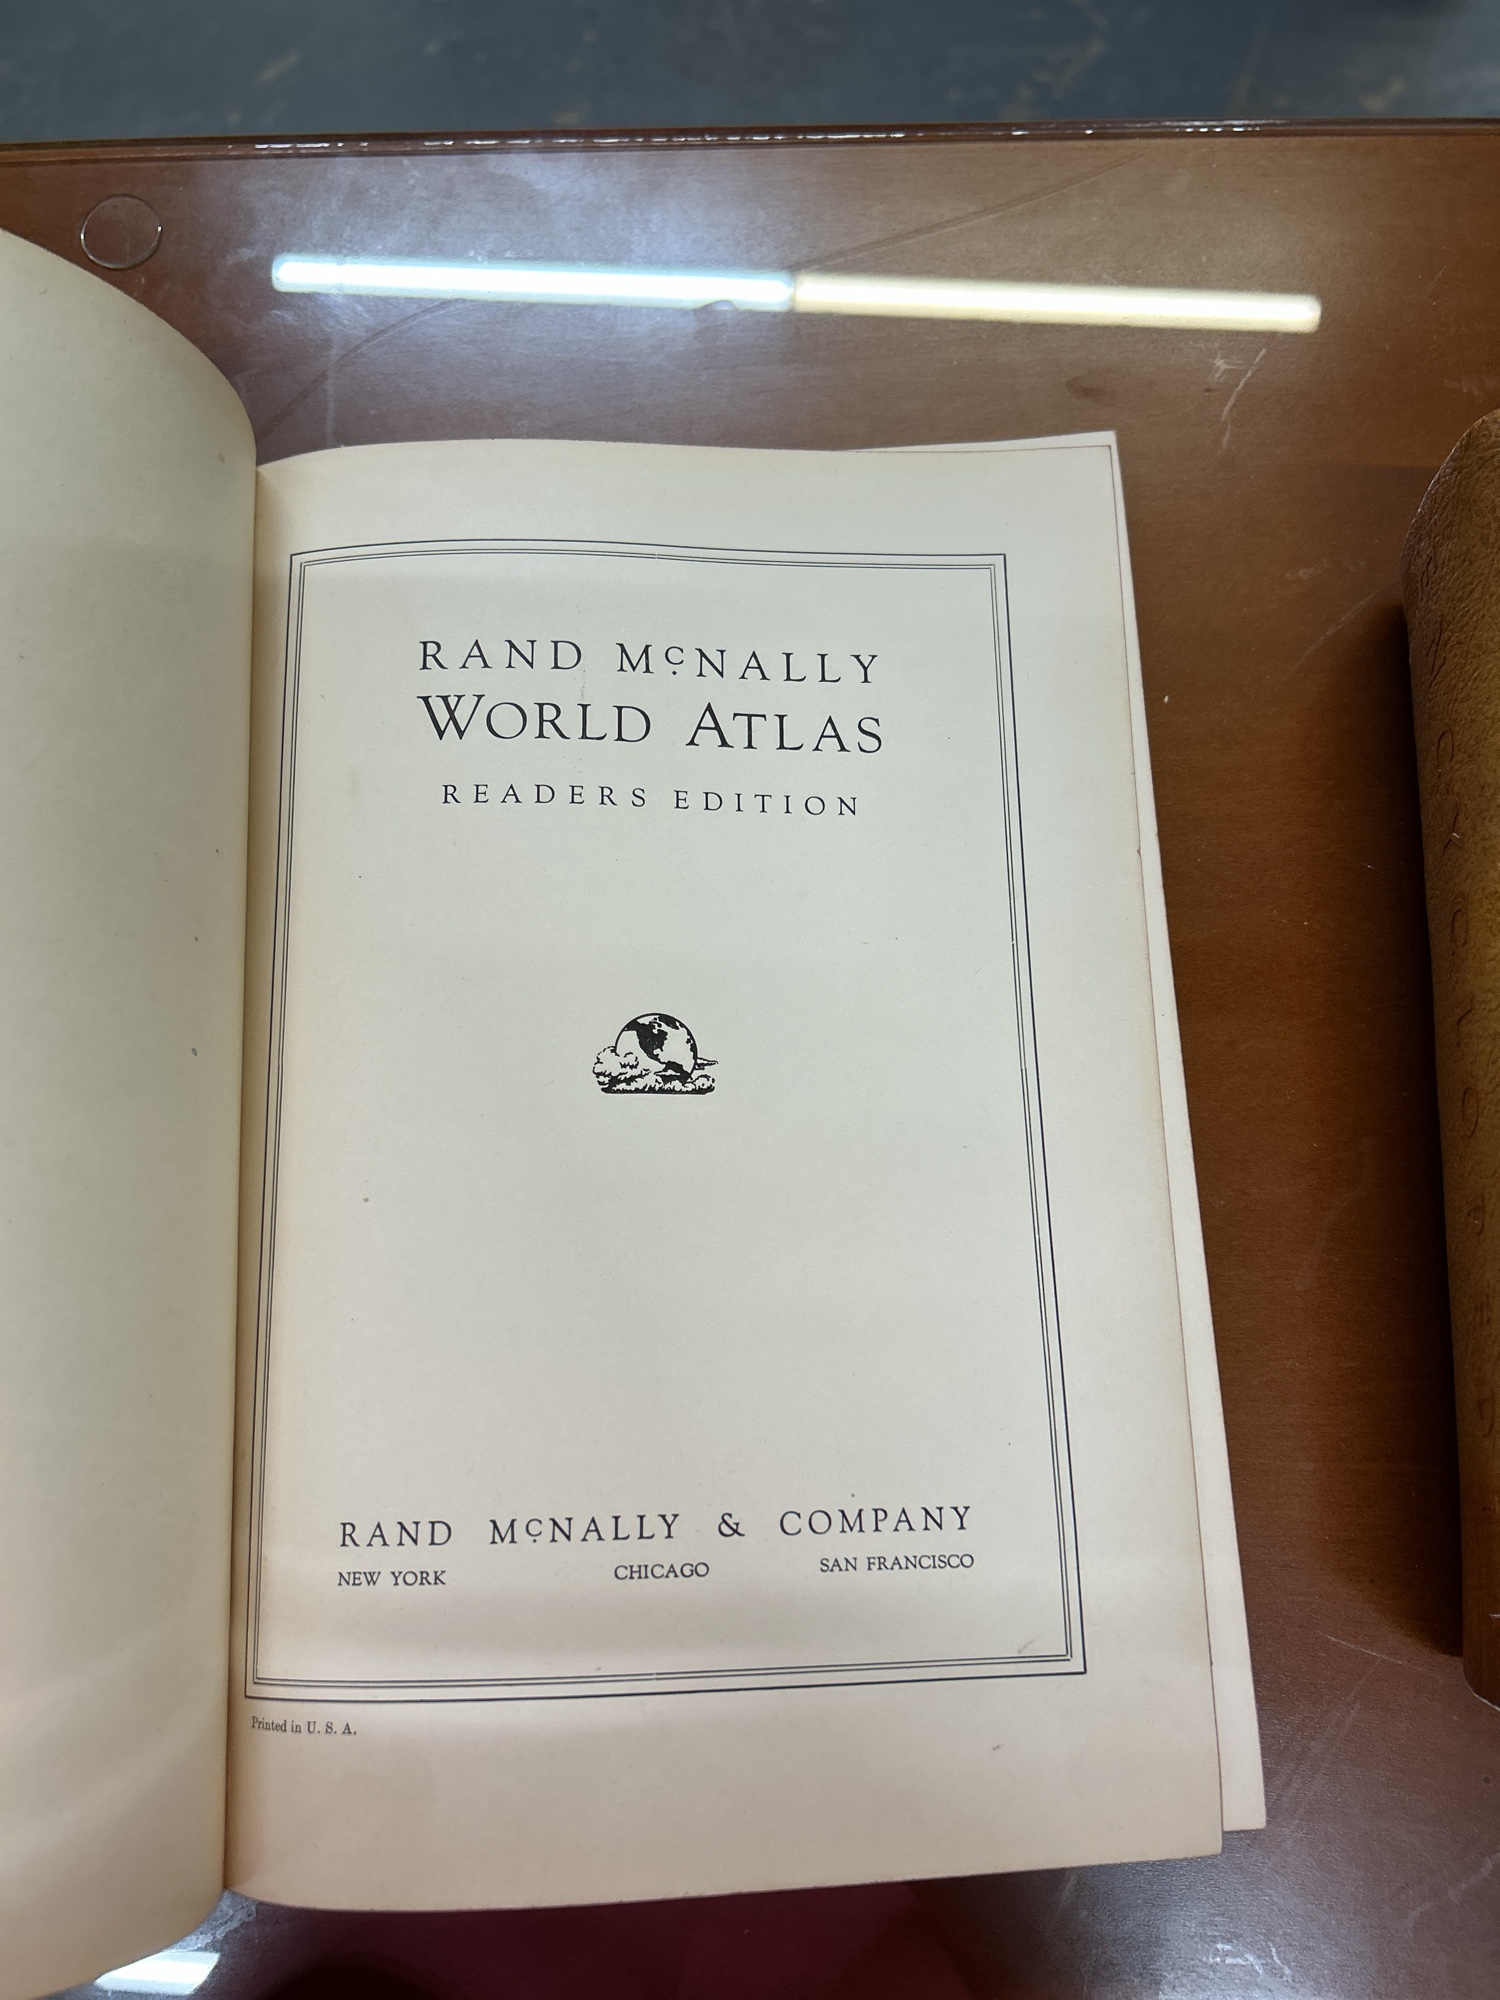 RAND McNALLY
WORLD ATLAS
READERS EDITION
RAND McNALLY & COMPANY
NEW YORK CHICAGO SAN FRANCISCO
Printed in U. S. A.